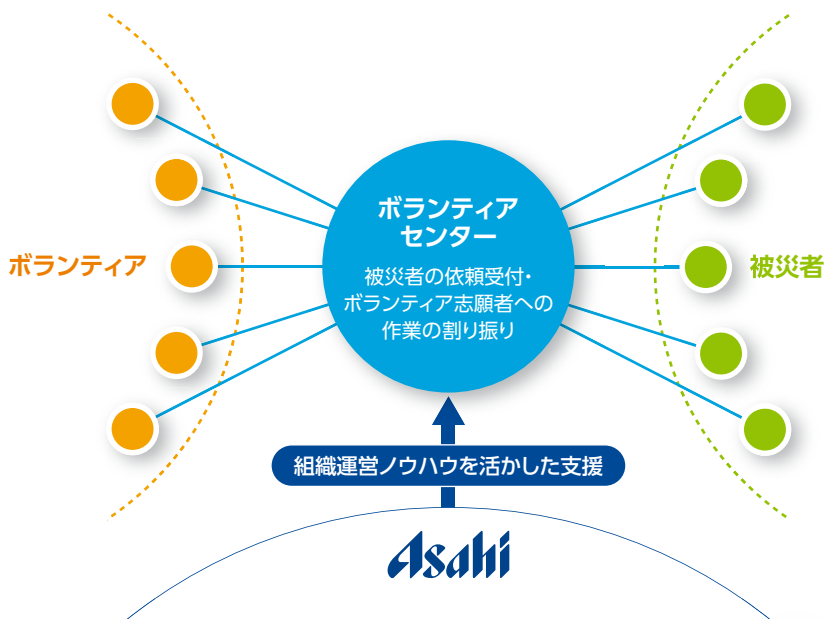 ボランティア
ボランティア
センター
被災者の依頼受付・
ボランティア志願者への
作業の割り振り
被災者
組織運営ノウハウを活かした支援
Asahi